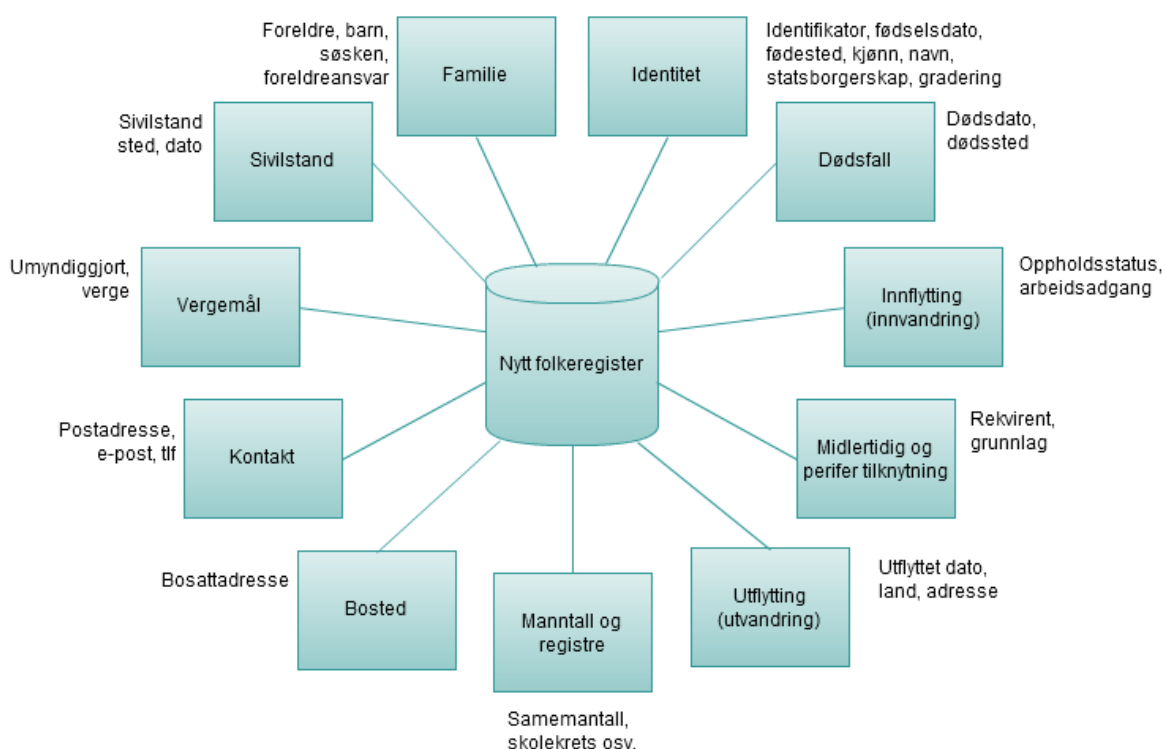 Foreldre, barn,
søsken,
foreldreansvar
Familie
Identitet
Identifikator, fødselsdato,
fødested, kjønn, navn,
statsborgerskap, gradering
Sivilstand
sted, dato
Sivilstand
Dødsfall
Dødsdato,
dødssted
Umyndiggjort,
verge
Vergemål
Nytt folkeregister
Innflytting
(innvandring)
Oppholdsstatus,
arbeidsadgang
Postadresse,
e-post, tlf
Kontakt
Midlertidig og
perifer tilknytning
Rekvirent,
grunnlag
Bosattadresse
Bosted
Manntall og
registre
Samemantall,
skolekrets osv.
Utflytting
(utvandring)
Utflyttet dato,
land, adresse